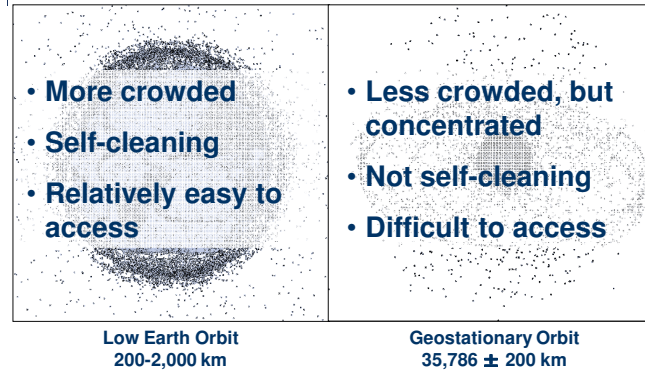 • More crowded
• Self-cleaning
• Relatively easy to
access
• Less crowded, but
concentrated
• Not self-cleaning
• Difficult to access
Low Earth Orbit
200-2,000 km
Geostationary Orbit
35,786 ± 200 km